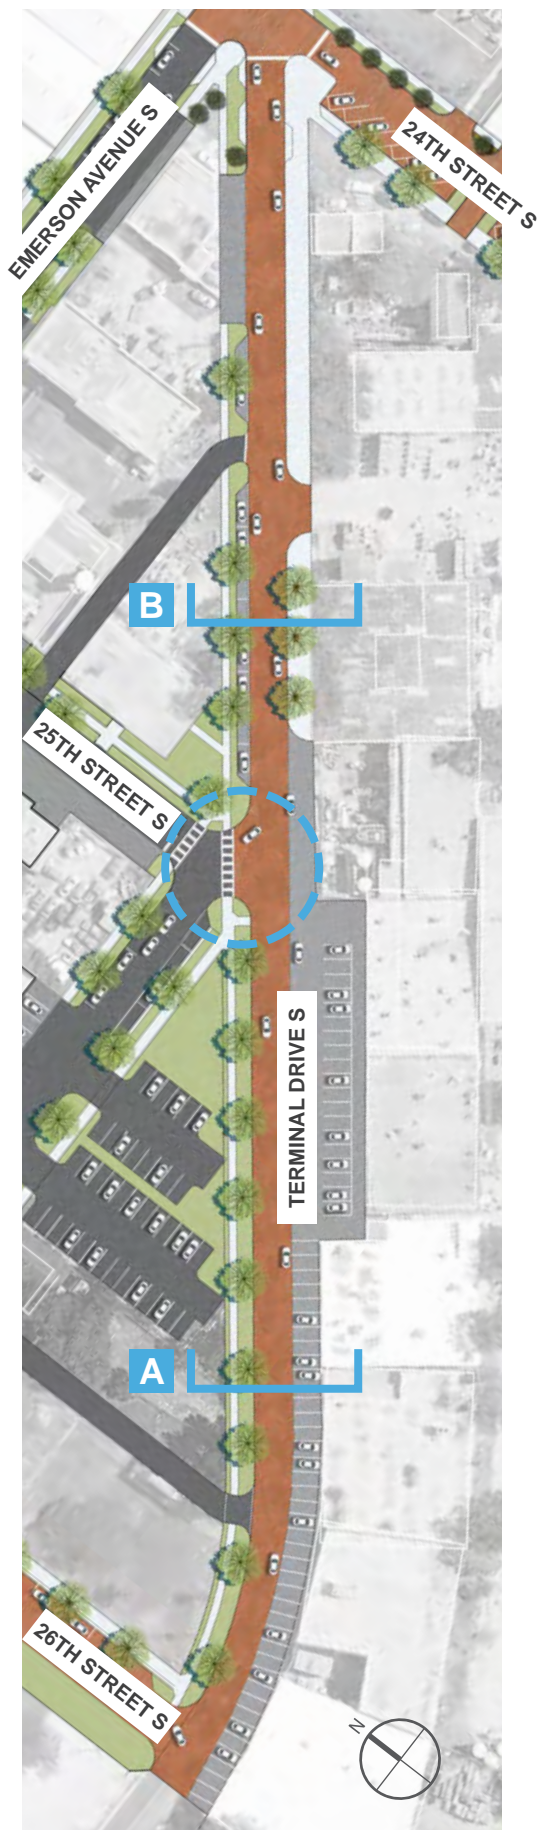 EMERSON AVENUE S
24TH STREET S
B
25TH STREET S
TERMINAL DRIVE S
A
26TH STREET S
N